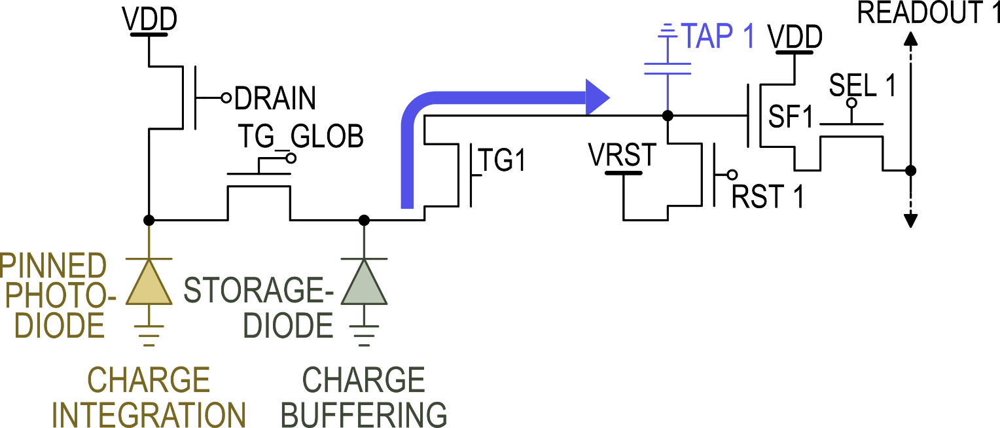 VDD
READOUT 1
TAP 1
VDD
SEL 1
DRAIN
SF1
TG_GLOB
TG1
VRST
RST 1
PINNED
PHOTO-
DIODE
STORAGE-
DIODE
CHARGE
INTEGRATION
CHARGE
BUFFERING